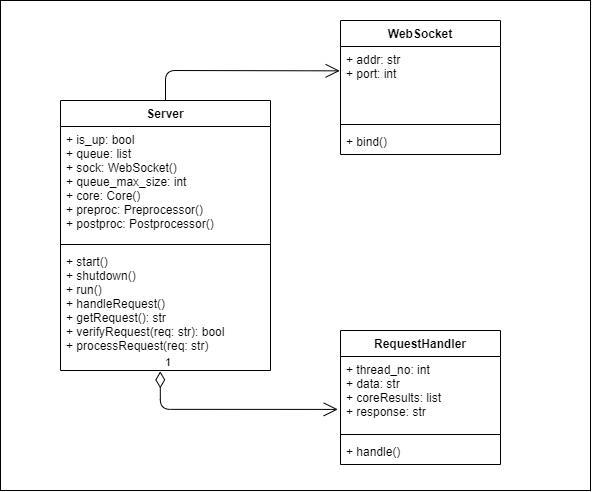 WebSocket
+ addr: str
+ port: int
+ bind()
Server
+ is_up: bool
+ queue: list
+ sock: WebSocket()
+ queue_max_size: int
+ core: Core()
+ preproc: Preprocessor()
+ postproc: Postprocessor()
+ start()
+ shutdown()
+ run()
+ handleRequest()
+ getRequest(): str
+ verifyRequest(req: str): bool
+ processRequest(req: str)
1
RequestHandler
+ thread_no: int
+ data: str
+ coreResults: list
+ response: str
+ handle()